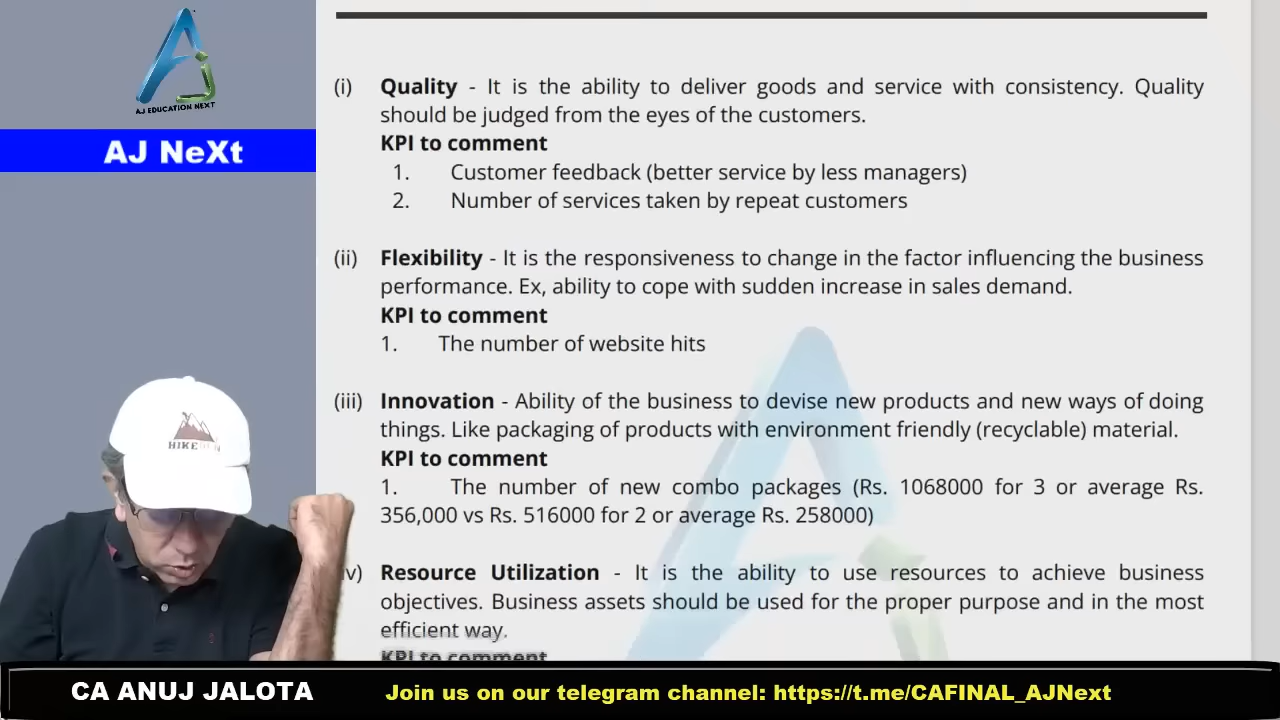 AJ EDUCATION NEXT
AJ NeXt
(i) Quality - It is the ability to deliver goods and service with consistency. Quality
should be judged from the eyes of the customers.
KPI to comment
1. Customer feedback (better service by less managers)
2. Number of services taken by repeat customers
(ii) Flexibility - It is the responsiveness to change in the factor influencing the business
performance. Ex, ability to cope with sudden increase in sales demand.
KPI to comment
1. The number of website hits
(iii) Innovation - Ability of the business to devise new products and new ways of doing
things. Like packaging of products with environment friendly (recyclable) material.
KPI to comment
1. The number of new combo packages (Rs. 1068000 for 3 or average Rs.
356,000 vs Rs. 516000 for 2 or average Rs. 258000)
v) Resource Utilization - It is the ability to use resources to achieve business
objectives. Business assets should be used for the proper purpose and in the most
efficient way.
KPI to comment
CA ANUJ JALOTA
Join us on our telegram channel: https://t.me/CAFINAL_AJNext